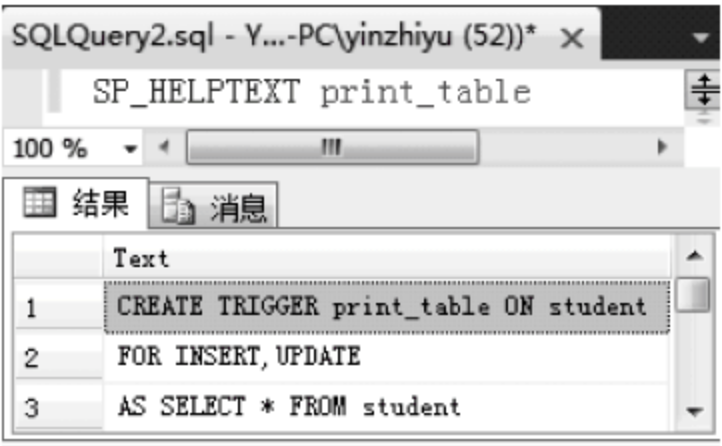 SQLQuery2.sql - Y...-PC\yinzhiyu (52))* ×
SP_HELPTEXT print_table
100 %
结果 消息
Text
1 CREATE TRIGGER print_table ON student
2 FOR INSERT, UPDATE
3 AS SELECT * FROM student